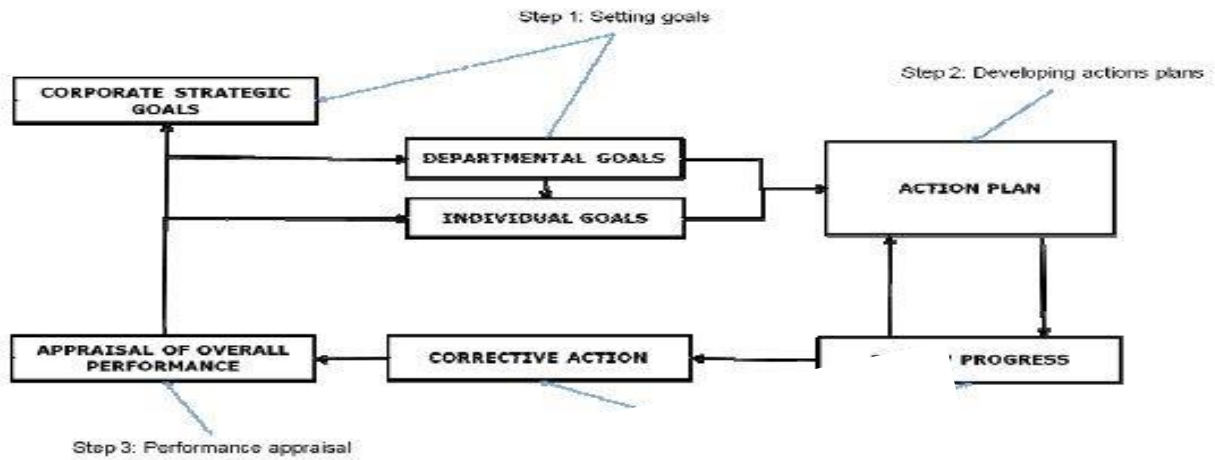 Step 1: Setting goals
Step 2: Developing actions plans
CORPORATE STRATEGIC
GOALS
DEPARTMENTAL GOALS
ACTION PLAN
INDIVIDUAL GOALS
APPRAISAL OF OVERALL
PERFORMANCE
CORRECTIVE ACTION
PROGRESS
Step 3: Performance appraisal